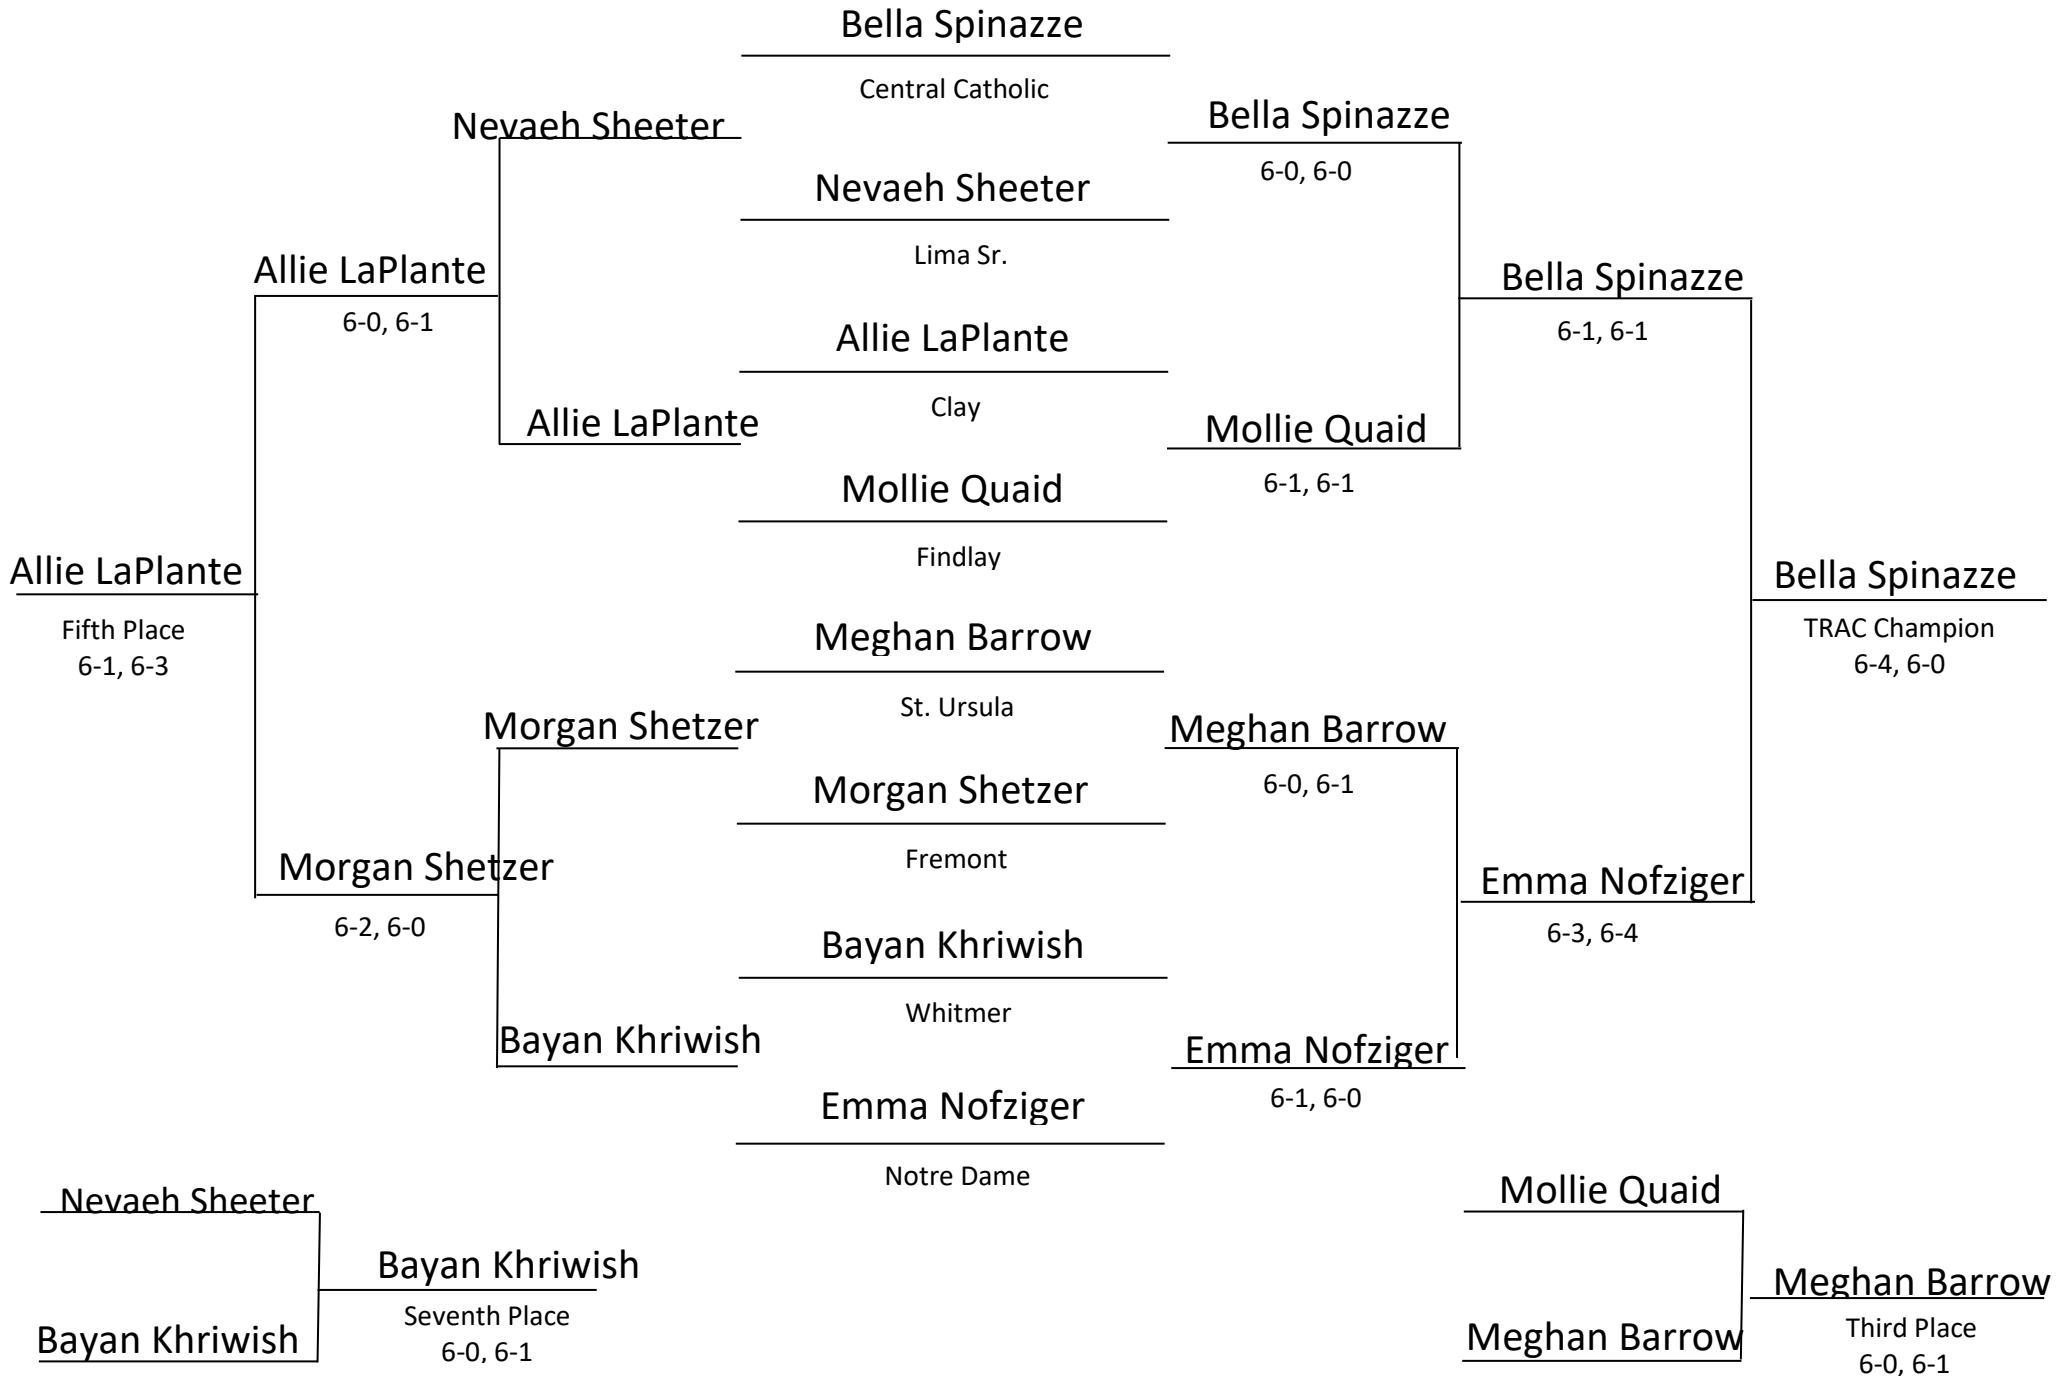 Bella Spinazze
Central Catholic
Nevaeh Sheeter
Bella Spinazze
6-0, 6-0
Nevaeh Sheeter
Lima Sr.
Allie LaPlante
6-0, 6-1
Bella Spinazze
6-1, 6-1
Allie LaPlante
Clay
Allie LaPlante
Mollie Quaid
6-1, 6-1
Mollie Quaid
Findlay
Allie LaPlante
Fifth Place
6-1, 6-3
Bella Spinazze
TRAC Champion
6-4, 6-0
Meghan Barrow
St. Ursula
Morgan Shetzer
Meghan Barrow
6-0, 6-1
Morgan Shetzer
Fremont
Morgan Shetzer
6-2, 6-0
Emma Nofziger
6-3, 6-4
Bayan Khriwish
Whitmer
Bayan Khriwish
Emma Nofziger
6-1, 6-0
Emma Nofziger
Notre Dame
Nevaeh Sheeter
Bayan Khriwish
Seventh Place
6-0, 6-1
Bayan Khriwish
Mollie Quaid
Meghan Barrow
Third Place
6-0, 6-1
Meghan Barrow